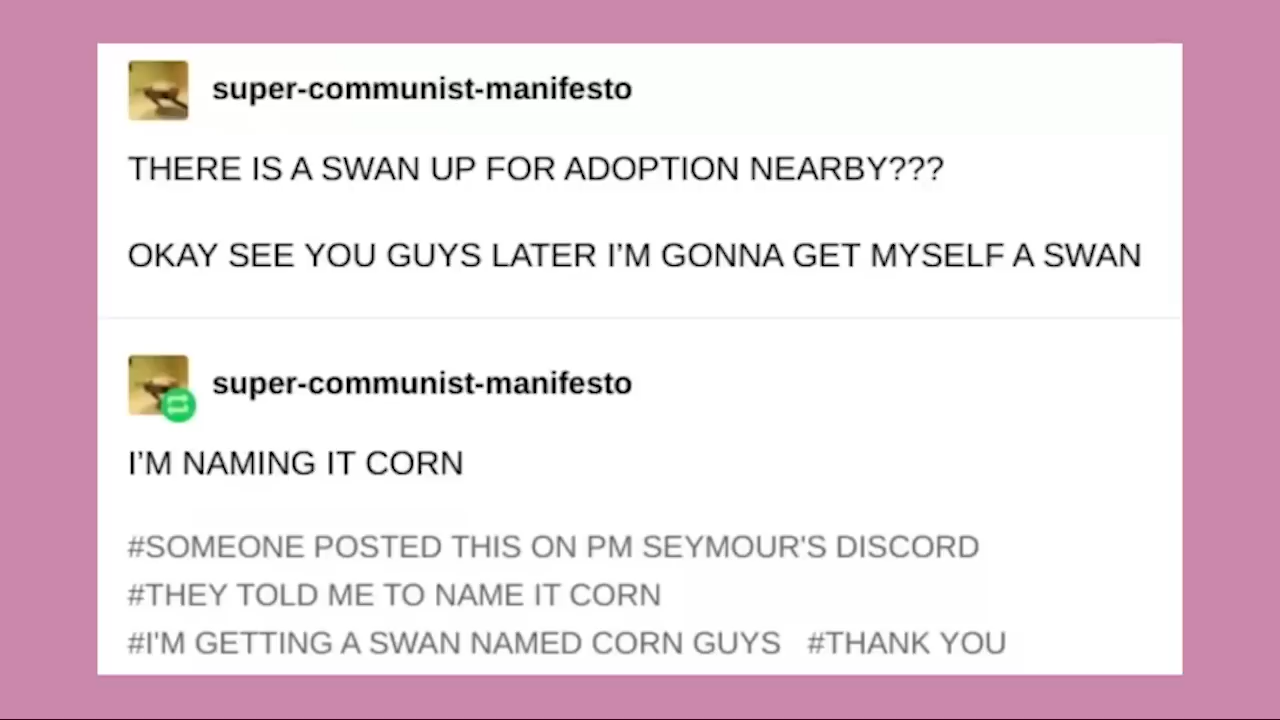 super-communist-manifesto
THERE IS A SWAN UP FOR ADOPTION NEARBY???
OKAY SEE YOU GUYS LATER I’M GONNA GET MYSELF A SWAN
super-communist-manifesto
I’M NAMING IT CORN
#SOMEONE POSTED THIS ON PM SEYMOUR'S DISCORD
#THEY TOLD ME TO NAME IT CORN
#I'M GETTING A SWAN NAMED CORN GUYS #THANK YOU